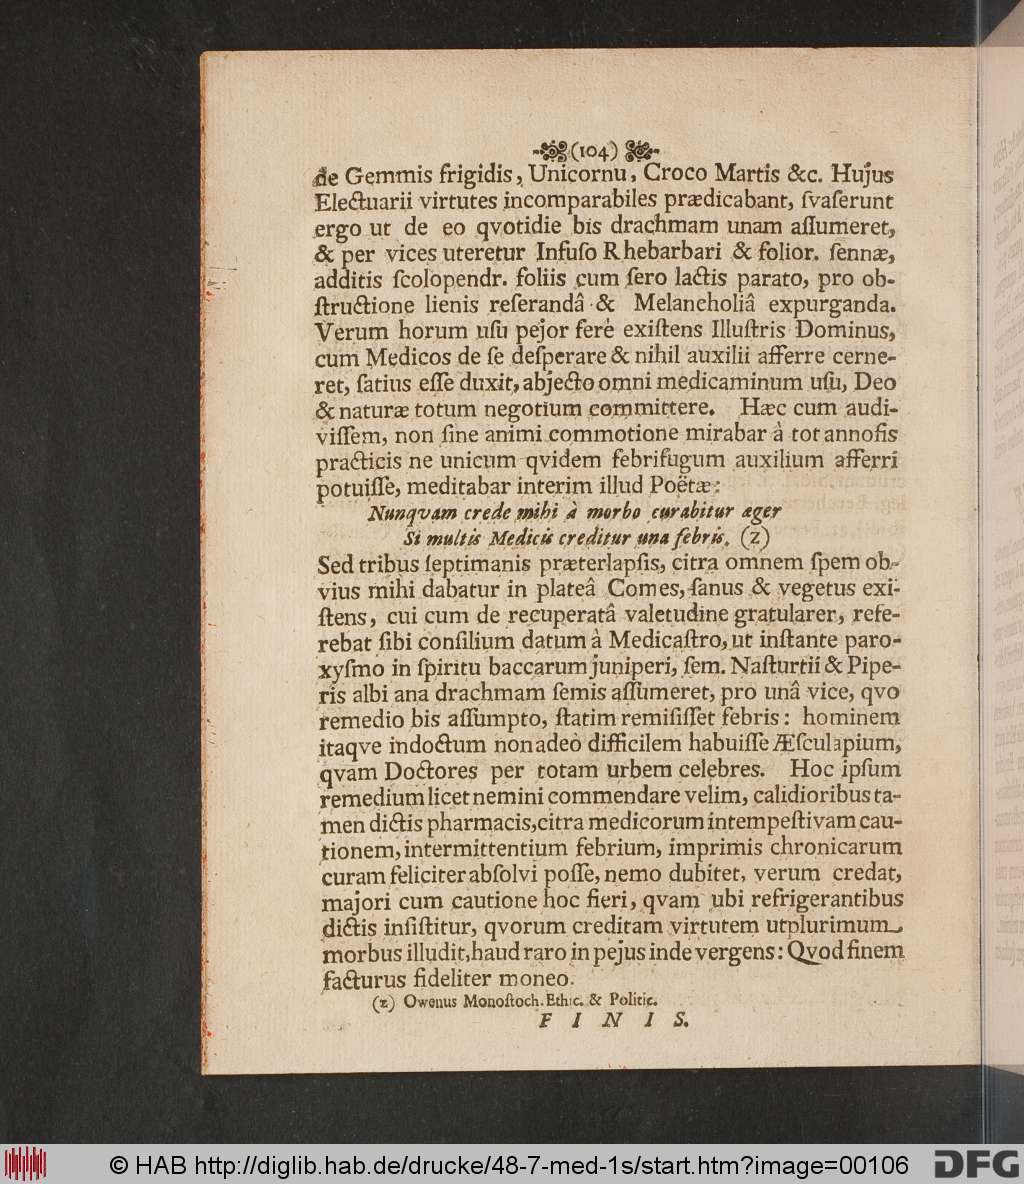 (104)
de Gemmis frigidis, Unicornu, Croco Martis &c. Hujus
Electuarii virtutes incomparabiles prædicabant, ſvaſerunt
ergo ut de eo qvotidie bis drachmam unam aſſumeret,
& per vices uteretur Infuſo Rhebarbari & folior. ſennæ,
additis ſcolopendr. foliis cum ſero lactis parato, pro ob-
ſtructione lienis reſerandâ & Melancholiâ expurganda.
Verum horum uſu pejor ferè exiſtens Illuſtris Dominus,
cum Medicos de ſe deſperare & nihil auxilii afferre cerne-
ret, ſatius eſſe duxit, abjecto omni medicaminum uſu, Deo
& naturæ totum negotium committere. Hæc cum audi-
viſſem, non ſine animi commotione mirabar à tot annoſis
practicis ne unicum qvidem febrifugum auxilium afferri
potuiſſe, meditabar interim illud Poëtæ:
Nunqvam crede mihi à morbo curabitur æger
Si multis Medicis creditur una febris. (z)
Sed tribus ſeptimanis præterlapſis, citra omnem ſpem ob-
vius mihi dabatur in plateâ Comes, ſanus & vegetus exi-
ſtens, cui cum de recuperatâ valetudine gratularer, refe-
rebat ſibi conſilium datum à Medicaſtro, ut inſtante paro-
xyſmo in ſpiritu baccarum juniperi, ſem. Naſturtii & Pipe-
ris albi ana drachmam ſemis aſſumeret, pro unâ vice, qvo
remedio bis aſſumpto, ſtatim remiſiſſet febris: hominem
itaqve indoctum non adeò difficilem habuiſſe Æſculapium,
qvam Doctores per totam urbem celebres. Hoc ipſum
remedium licet nemini commendare velim, calidioribus ta-
men dictis pharmacis, citra medicorum intempeſtivam cau-
tionem, intermittentium febrium, imprimis chronicarum
curam feliciter abſolvi poſſe, nemo dubitet, verum credat,
majori cum cautione hoc fieri, qvam ubi refrigerantibus
dictis inſiſtitur, qvorum creditam virtutem utplurimum
morbus illudit, haud raro in pejus inde vergens: Qvod finem
facturus fideliter moneo.
(z) Owenus Monoſtoch. Ethic. & Politic.
F I N I S.
© HAB http://diglib.hab.de/drucke/48-7-med-1s/start.htm?image=00106
DFG